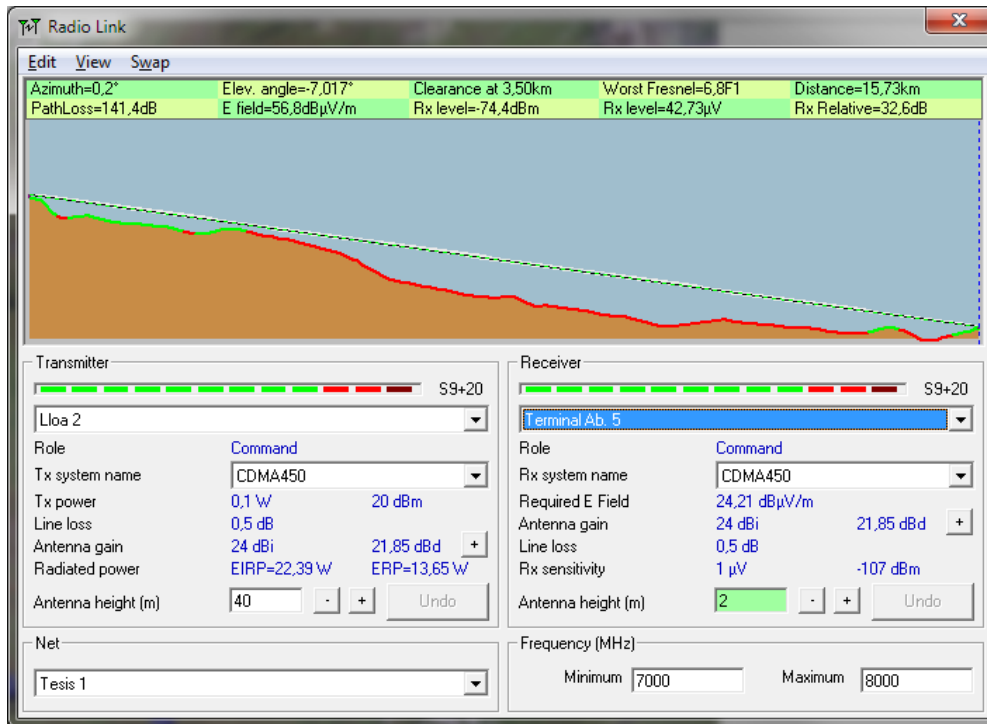 Radio Link
Edit View Swap
Azimuth=0,2° Elev. angle=-7,017° Clearance at 3,50km Worst Fresnel=6,8F1 Distance=15,73km
PathLoss=141,4dB E field=56,8dBµV/m Rx level=-74,4dBm Rx level=42,73µV Rx Relative=32,6dB
Transmitter
S9+20
Lloa 2
Role Command
Tx system name CDMA450
Tx power 0,1 W 20 dBm
Line loss 0,5 dB
Antenna gain 24 dBi 21,85 dBd +
Radiated power EIRP=22,39 W ERP=13,65 W
Antenna height (m) 40 - + Undo
Net
Tesis 1
Receiver
S9+20
Terminal Ab. 5
Role Command
Rx system name CDMA450
Required E Field 24,21 dBµV/m
Antenna gain 24 dBi 21,85 dBd +
Line loss 0,5 dB
Rx sensitivity 1 µV -107 dBm
Antenna height (m) 2 - + Undo
Frequency (MHz)
Minimum 7000 Maximum 8000